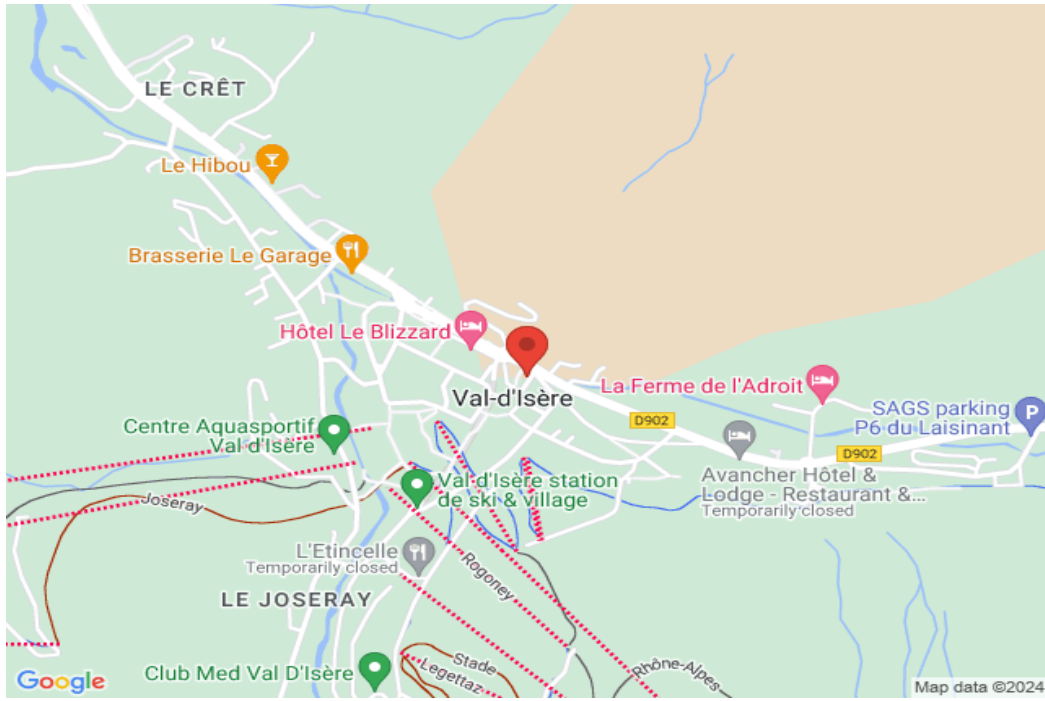 LE CRÊT
Le Hibou
Brasserie Le Garage
Hôtel Le Blizzard
Val-d'Isère
La Ferme de l'Adroit
SAGS parking
P6 du Laisinant
P
D902
D902
Centre Aquasportif
Val d'Isère
Avancher Hôtel &
Lodge - Restaurant &...
Temporarily closed
Val d'Isère station
de ski & village
Joseray
L'Etincelle
Temporarily closed
Rogoney
LE JOSERAY
Club Med Val D'Isère
Stade
Legettaz
Rhône-Alpes
Google
Map data ©2024